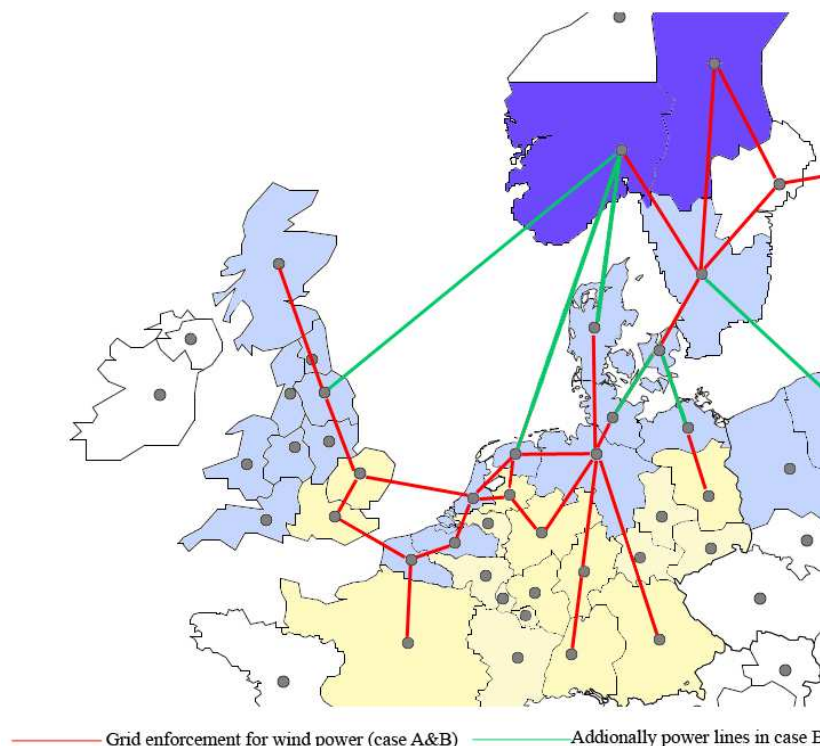 Grid enforcement for wind power (case A&B)
Addionally power lines in case B